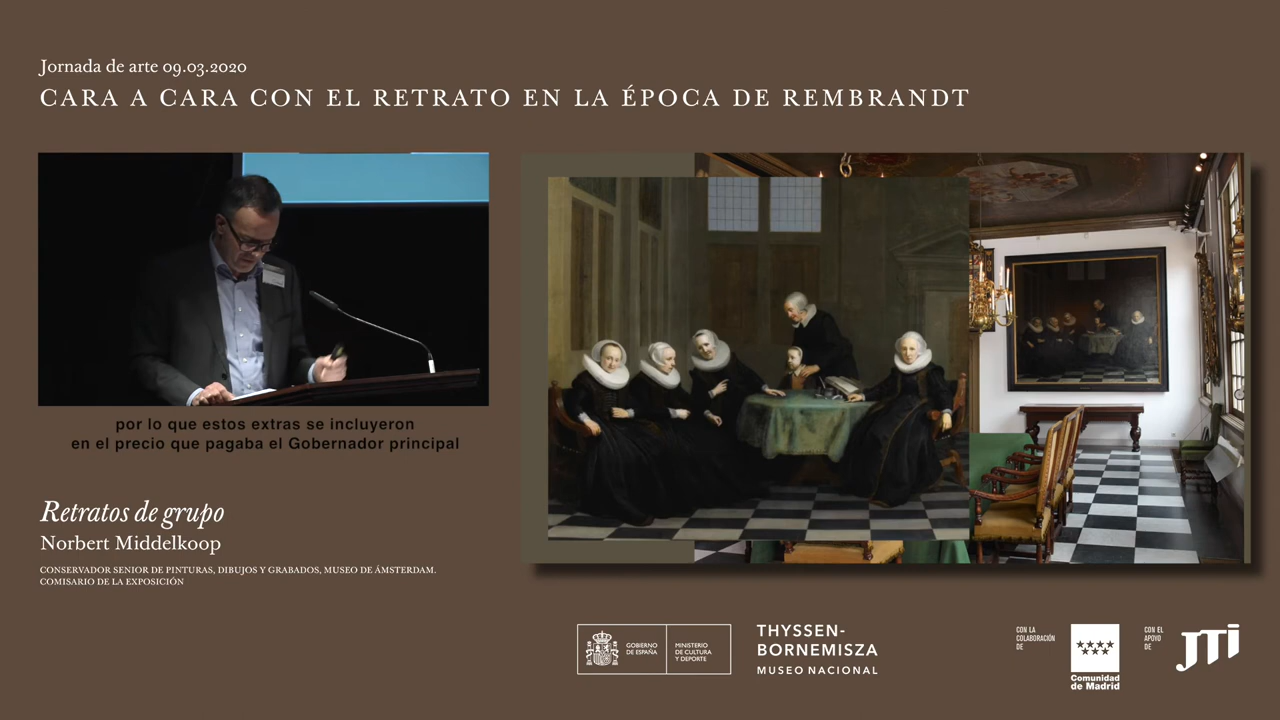 Jornada de arte 09.03.2020
CARA A CARA CON EL RETRATO EN LA ÉPOCA DE REMBRANDT
por lo que estos extras se incluyeron
en el precio que pagaba el Gobernador principal
Retratos de grupo
Norbert Middelkoop
CONSERVADOR SENIOR DE PINTURAS, DIBUJOS Y GRABADOS, MUSEO DE ÁMSTERDAM.
COMISARIO DE LA EXPOSICIÓN
GOBIERNO
DE ESPAÑA
MINISTERIO
DE CULTURA
Y DEPORTE
THYSSEN-
BORNEMISZA
MUSEO NACIONAL
CON LA
COLABORACIÓN
DE
Comunidad
de Madrid
CON EL
APOYO
DE
JTi